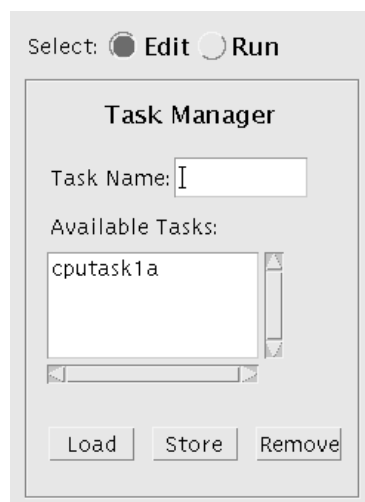 Select: Edit Run
Task Manager
Task Name:
Available Tasks:
cputask1a
Load Store Remove